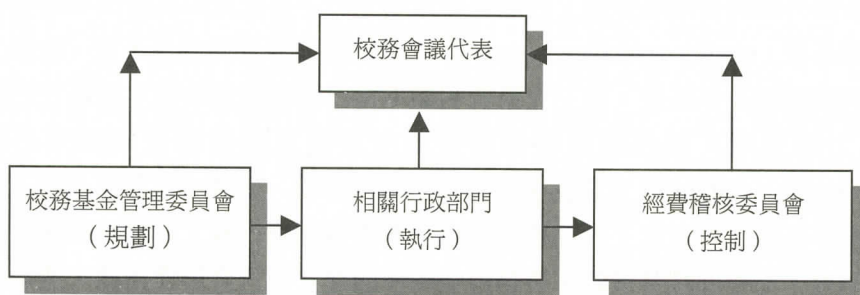 校務會議代表
校務基金管理委員會
（規劃）
相關行政部門
（執行）
經費稽核委員會
（控制）